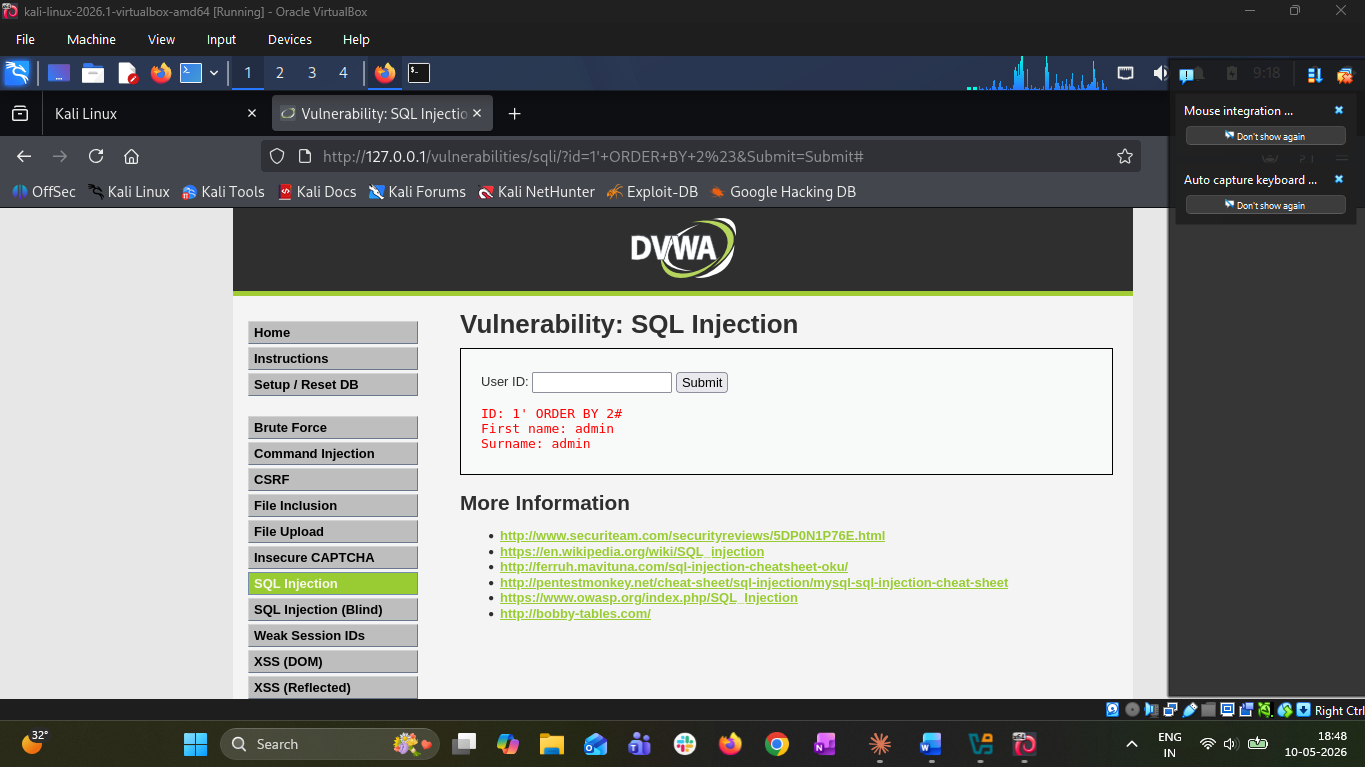 kali-linux-2026.1-virtualbox-amd64 [Running] - Oracle VirtualBox
File Machine View Input Devices Help
1 2 3 4 9:18
Kali Linux
Vulnerability: SQL Injectio
http://127.0.0.1/vulnerabilities/sqli/?id=1'+ORDER+BY+2%23&Submit=Submit#
OffSec Kali Linux Kali Tools Kali Docs Kali Forums Kali NetHunter Exploit-DB Google Hacking DB
Mouse integration ...
Don't show again
Auto capture keyboard ...
Don't show again
DVWA
Home
Instructions
Setup / Reset DB
Brute Force
Command Injection
CSRF
File Inclusion
File Upload
Insecure CAPTCHA
SQL Injection
SQL Injection (Blind)
Weak Session IDs
XSS (DOM)
XSS (Reflected)
Vulnerability: SQL Injection
User ID: Submit
ID: 1' ORDER BY 2#
First name: admin
Surname: admin
More Information
http://www.securiteam.com/securityreviews/5DP0N1P76E.html
https://en.wikipedia.org/wiki/SQL_injection
http://ferruh.mavituna.com/sql-injection-cheatsheet-oku/
http://pentestmonkey.net/cheat-sheet/sql-injection/mysql-sql-injection-cheat-sheet
https://www.owasp.org/index.php/SQL_Injection
http://bobby-tables.com/
Right Ctrl
32°
Search
ENG
IN
18:48
10-05-2026